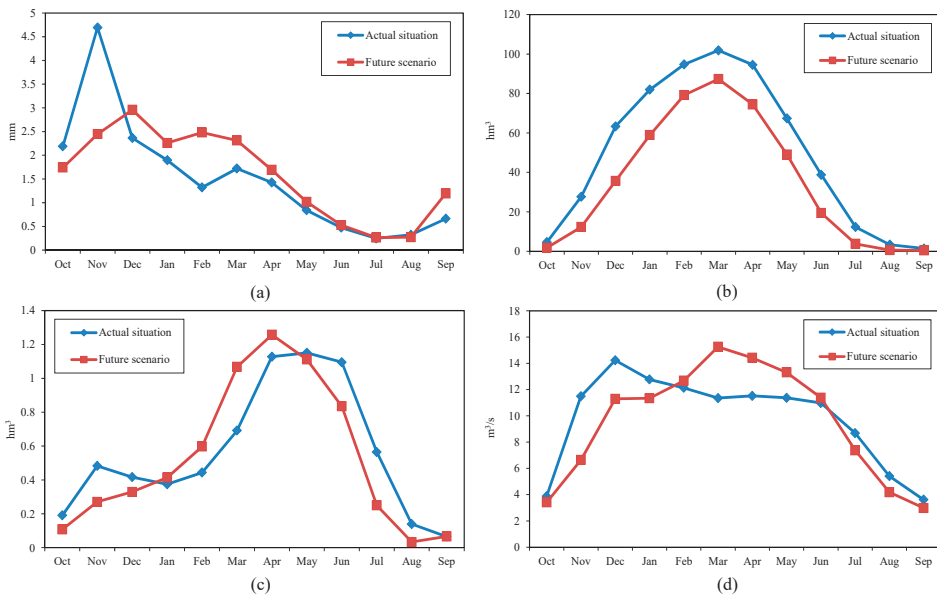 5
4.5
4
3.5
3
2.5
2
1.5
1
0.5
0
mm
Actual situation
Future scenario
Oct Nov Dec Jan Feb Mar Apr May Jun Jul Aug Sep
(a)
120
100
80
60
40
20
0
hm³
Actual situation
Future scenario
Oct Nov Dec Jan Feb Mar Apr May Jun Jul Aug Sep
(b)
1.4
1.2
1
0.8
0.6
0.4
0.2
0
hm³
Actual situation
Future scenario
Oct Nov Dec Jan Feb Mar Apr May Jun Jul Aug Sep
(c)
18
16
14
12
10
8
6
4
2
0
m³/s
Actual situation
Future scenario
Oct Nov Dec Jan Feb Mar Apr May Jun Jul Aug Sep
(d)